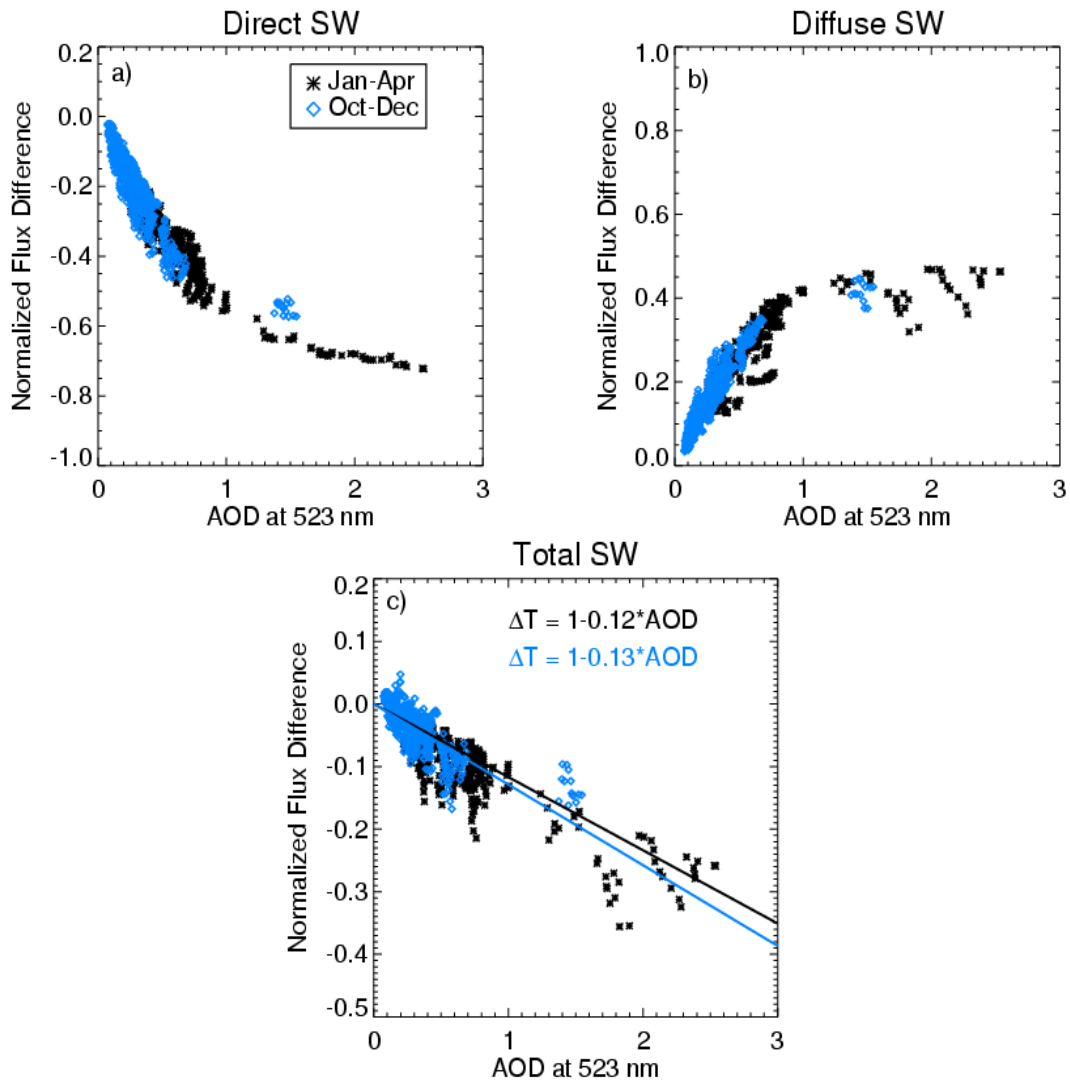 Direct SW
Normalized Flux Difference
0.2
0.0
-0.2
-0.4
-0.6
-0.8
-1.0
a)
Jan-Apr
Oct-Dec
0 1 2 3
AOD at 523 nm
Diffuse SW
Normalized Flux Difference
1.0
0.8
0.6
0.4
0.2
0.0
b)
0 1 2 3
AOD at 523 nm
Total SW
Normalized Flux Difference
0.2
0.1
0.0
-0.1
-0.2
-0.3
-0.4
-0.5
c)
ΔT = 1-0.12*AOD
ΔT = 1-0.13*AOD
0 1 2 3
AOD at 523 nm